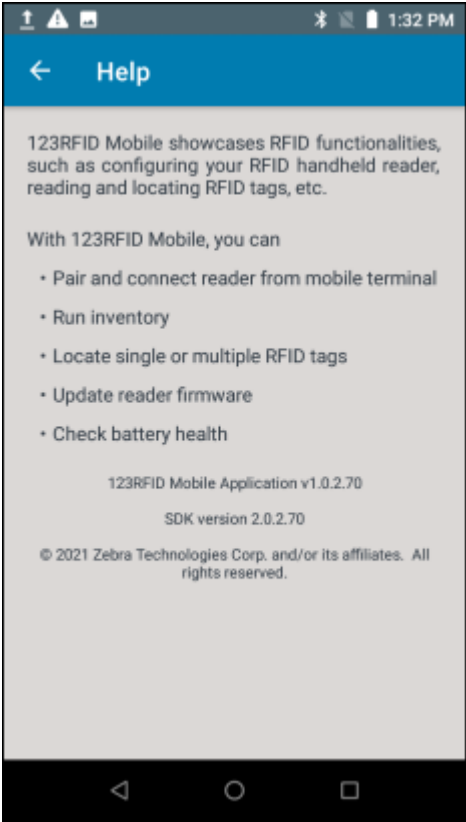 1:32 PM
Help
123RFID Mobile showcases RFID functionalities,
such as configuring your RFID handheld reader,
reading and locating RFID tags, etc.
With 123RFID Mobile, you can
• Pair and connect reader from mobile terminal
• Run inventory
• Locate single or multiple RFID tags
• Update reader firmware
• Check battery health
123RFID Mobile Application v1.0.2.70
SDK version 2.0.2.70
© 2021 Zebra Technologies Corp. and/or its affiliates. All
rights reserved.